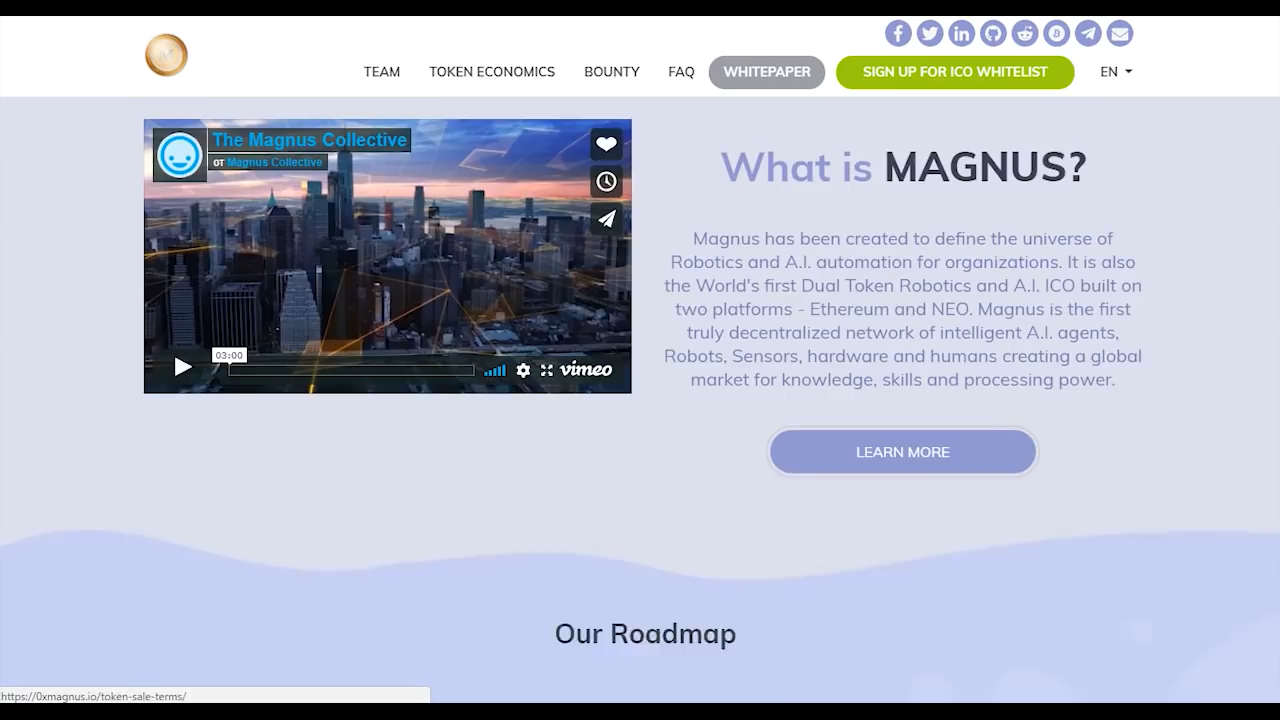 TEAM TOKEN ECONOMICS BOUNTY FAQ WHITEPAPER SIGN UP FOR ICO WHITELIST EN
The Magnus Collective
от Magnus Collective
03:00
vimeo
What is MAGNUS?
Magnus has been created to define the universe of
Robotics and A.I. automation for organizations. It is also
the World's first Dual Token Robotics and A.I. ICO built on
two platforms - Ethereum and NEO. Magnus is the first
truly decentralized network of intelligent A.I. agents,
Robots, Sensors, hardware and humans creating a global
market for knowledge, skills and processing power.
LEARN MORE
Our Roadmap
https://0xmagnus.io/token-sale-terms/